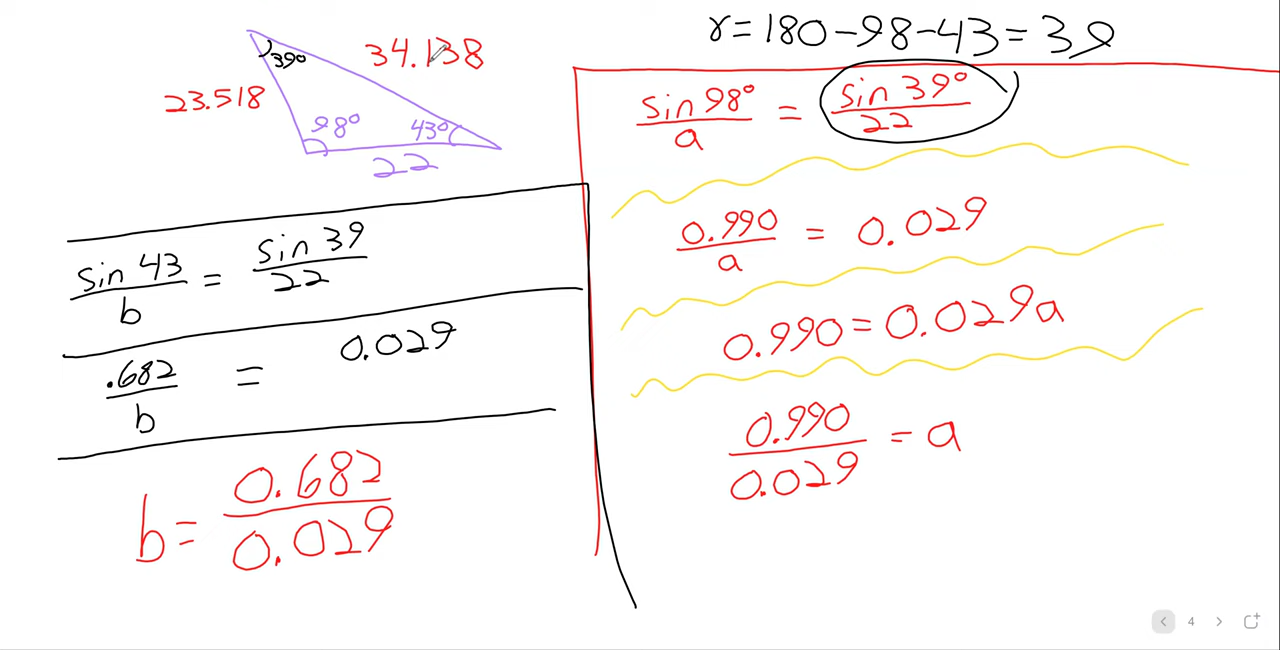 γ = 180 - 98 - 43 = 39
39°
34.138
23.518
98°
43°
22
sin 98° / a = sin 39° / 22
0.990 / a = 0.029
0.990 = 0.029a
0.990 / 0.029 = a
sin 43 / b = sin 39 / 22
.682 / b = 0.029
b = 0.682 / 0.029
4